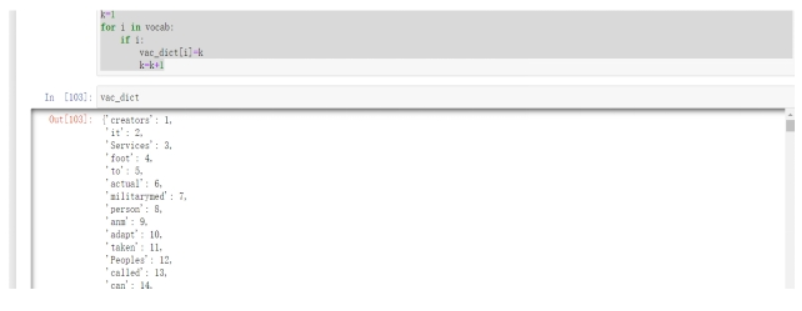 k=1
for i in vocab:
if i:
vac_dict[i]=k
k=k+1
In [103]: vac_dict
Out[103]: {'creators': 1,
'it': 2,
'Services': 3,
'foot': 4,
'to': 5,
'actual': 6,
'militarymed': 7,
'person': 8,
'anm': 9,
'adapt': 10,
'taken': 11,
'Peoples': 12,
'called': 13,
'can': 14,